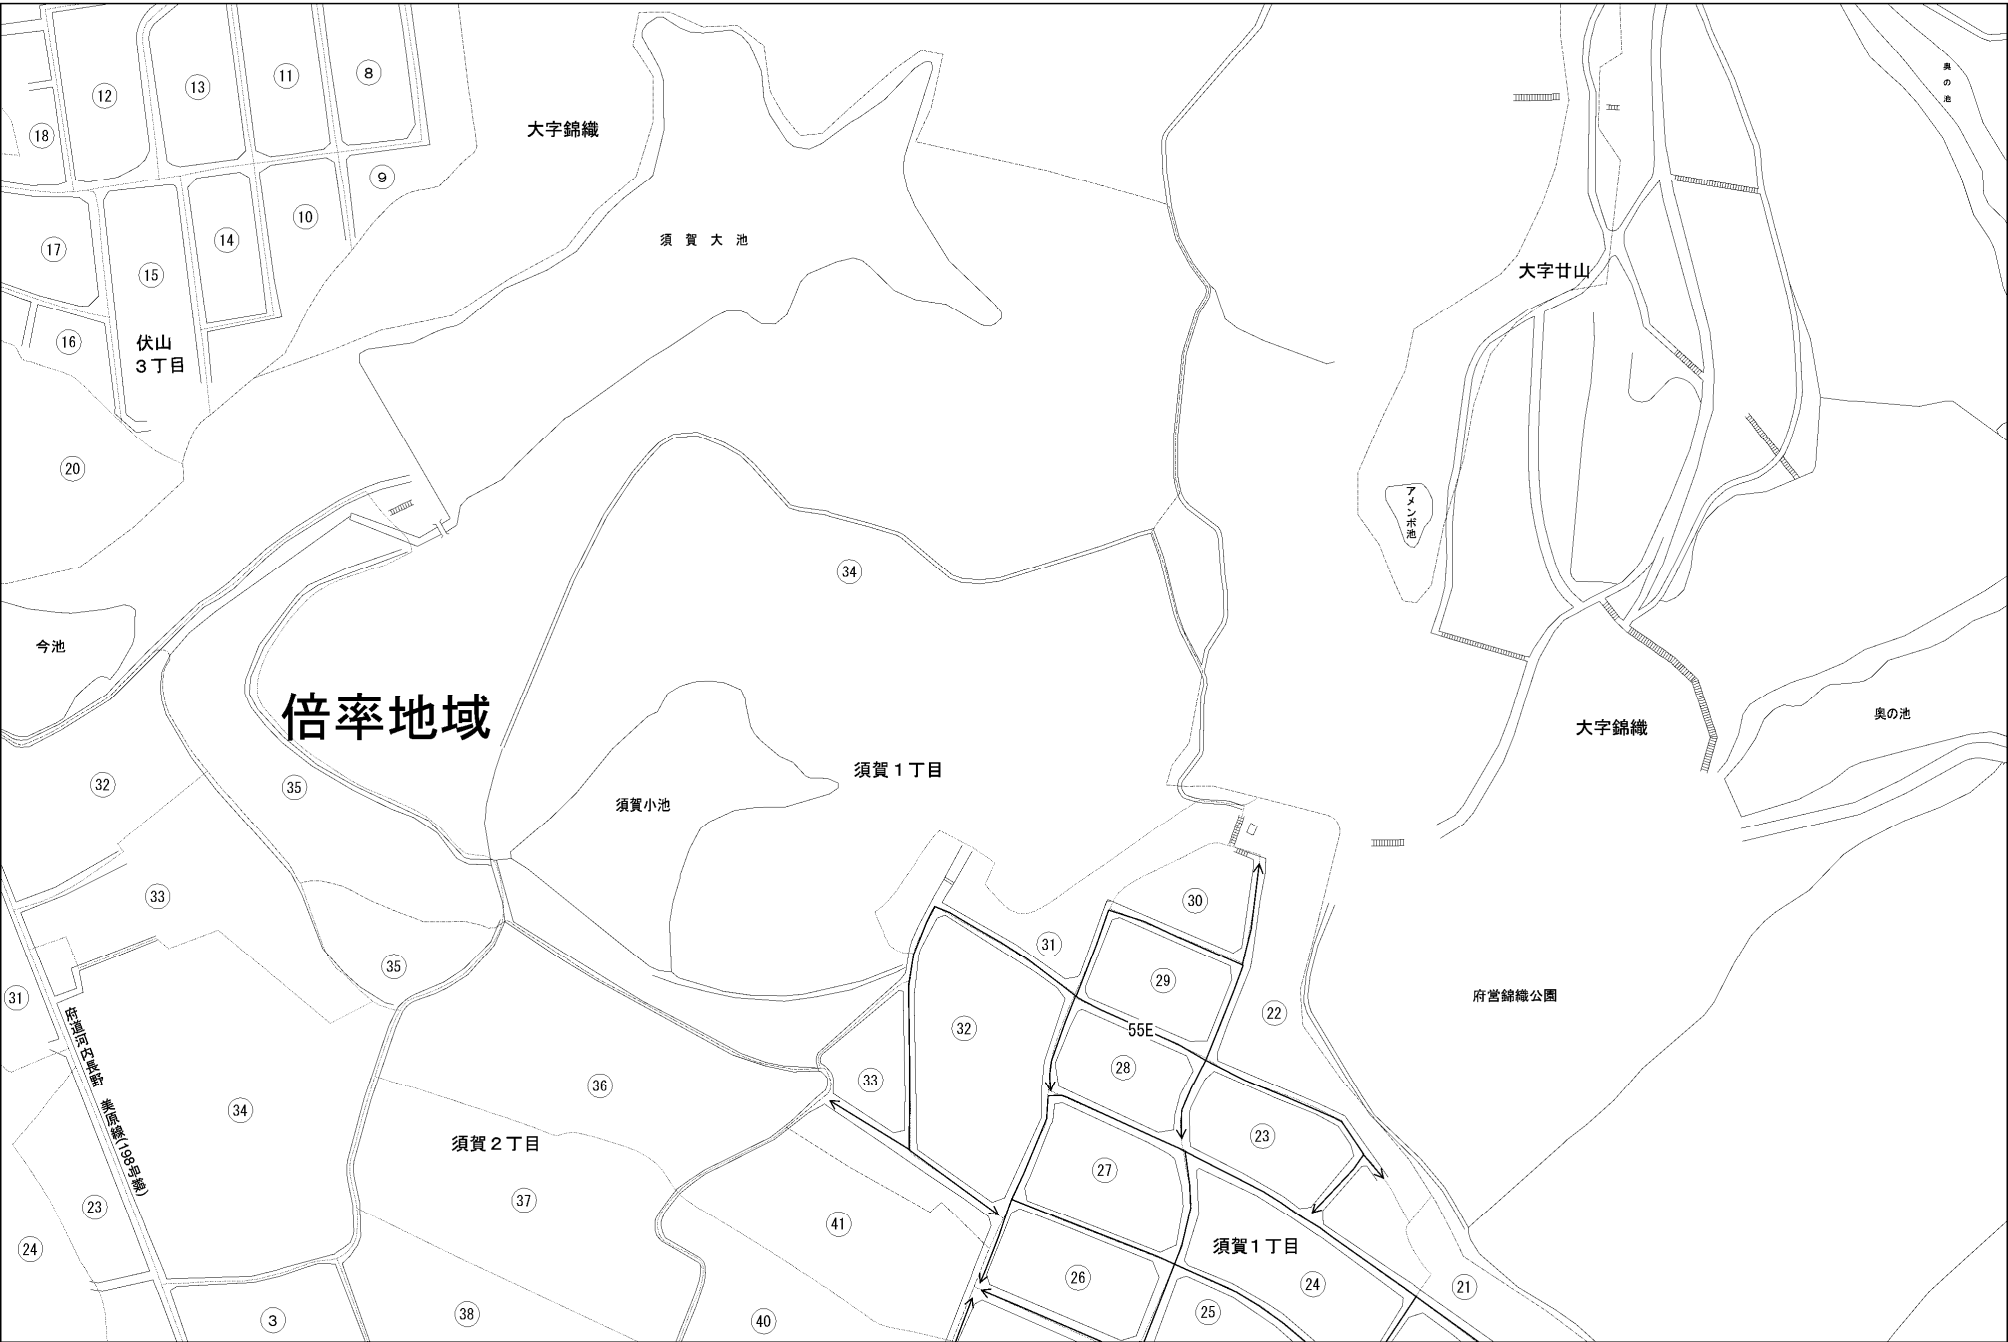 12
13
11
8
18
大字錦織
9
奥の池
17
14
10
15
須賀大池
大字廿山
16
伏山
3丁目
20
アメンボ池
34
今池
倍率地域
32
35
須賀小池
須賀1丁目
大字錦織
奥の池
33
30
31
29
35
31
府営錦織公園
22
32
55E
28
33
36
34
府道河内長野 美原線(198号線)
須賀2丁目
23
27
23
37
24
41
須賀1丁目
26
24
21
3
38
40
25